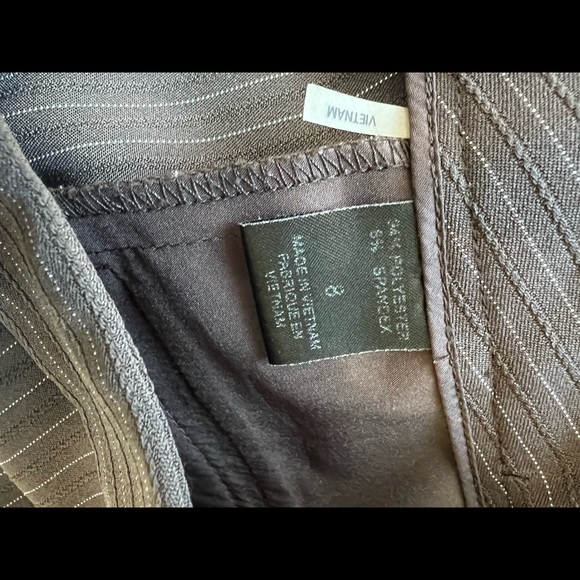 VIETNAM
94% POLYESTER
6% SPANDEX
8
MADE IN VIETNAM
FABRIQUE EN
VIETNAM